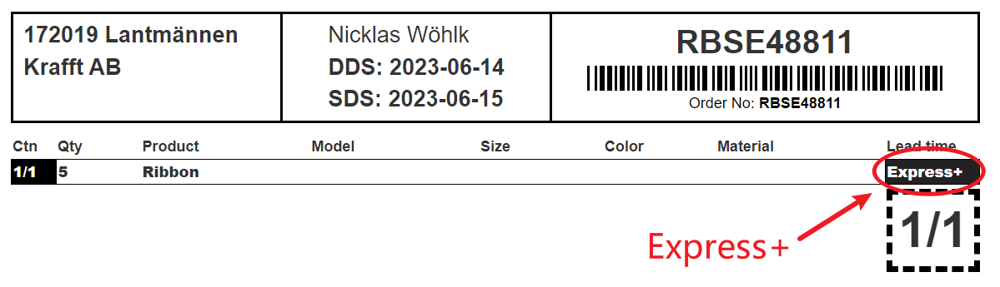 172019 Lantmännen
Krafft AB
Nicklas Wöhlk
DDS: 2023-06-14
SDS: 2023-06-15
RBSE48811
Order No: RBSE48811
Ctn Qty Product Model Size Color Material Lead time
1/1 5 Ribbon Express+
1/1
Express+